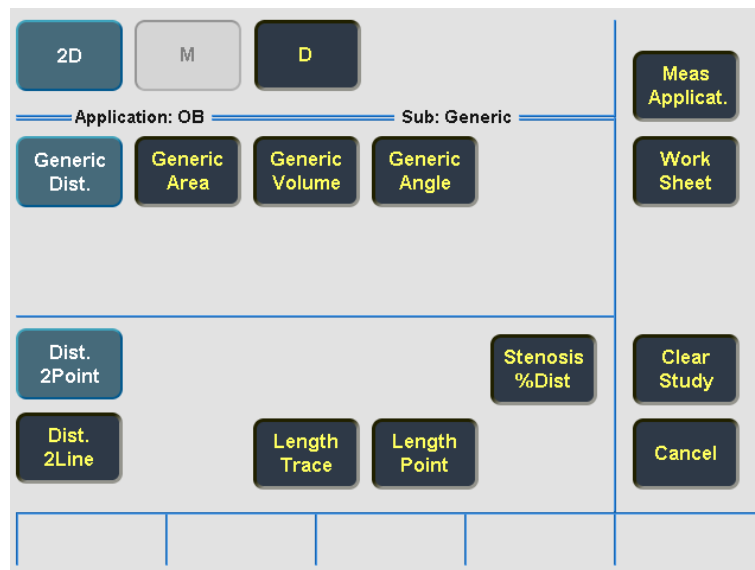 2D
M
D
Meas
Applicat.
Application: OB
Sub: Generic
Generic
Dist.
Generic
Area
Generic
Volume
Generic
Angle
Work
Sheet
Dist.
2Point
Stenosis
%Dist
Clear
Study
Dist.
2Line
Length
Trace
Length
Point
Cancel